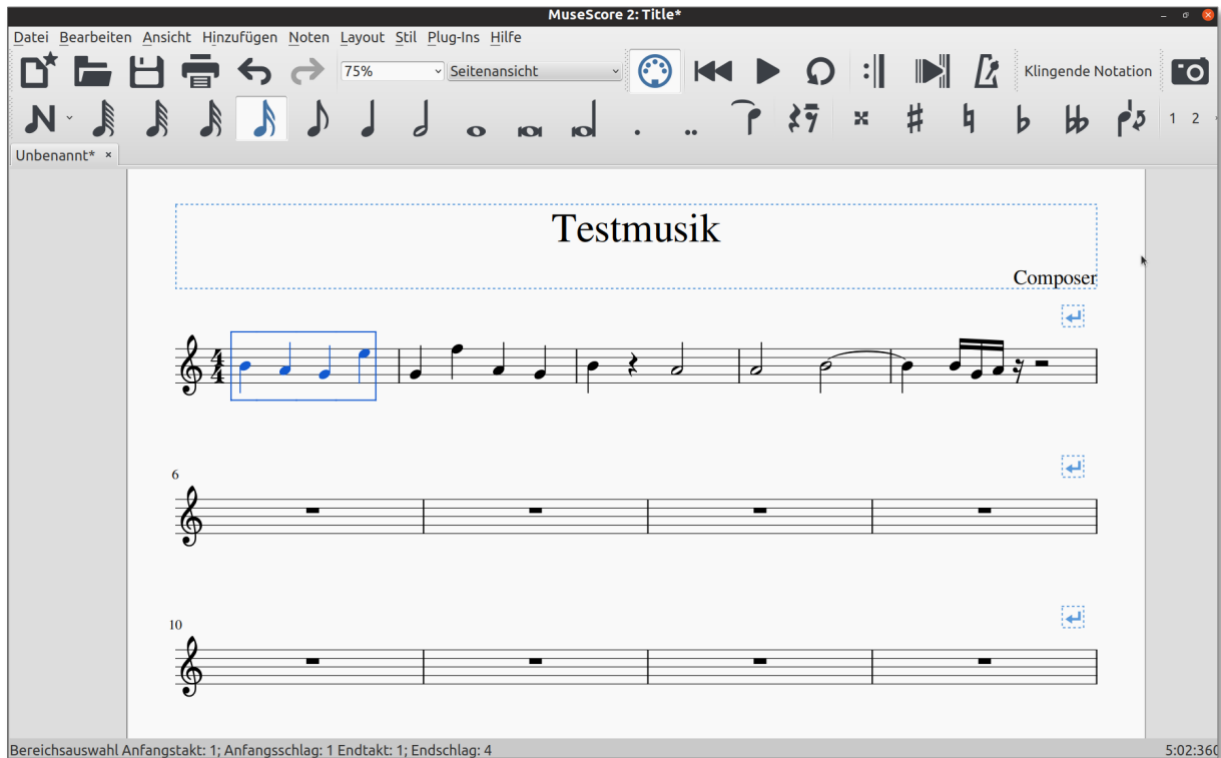 MuseScore 2: Title*
Datei Bearbeiten Ansicht Hinzufügen Noten Layout Stil Plug-Ins Hilfe
75% Seitenansicht Klingende Notation
1 2
Unbenannt*
Testmusik
Composer
4
4
6
10
Bereichsauswahl Anfangstakt: 1; Anfangsschlag: 1 Endtakt: 1; Endschlag: 4 5:02:360